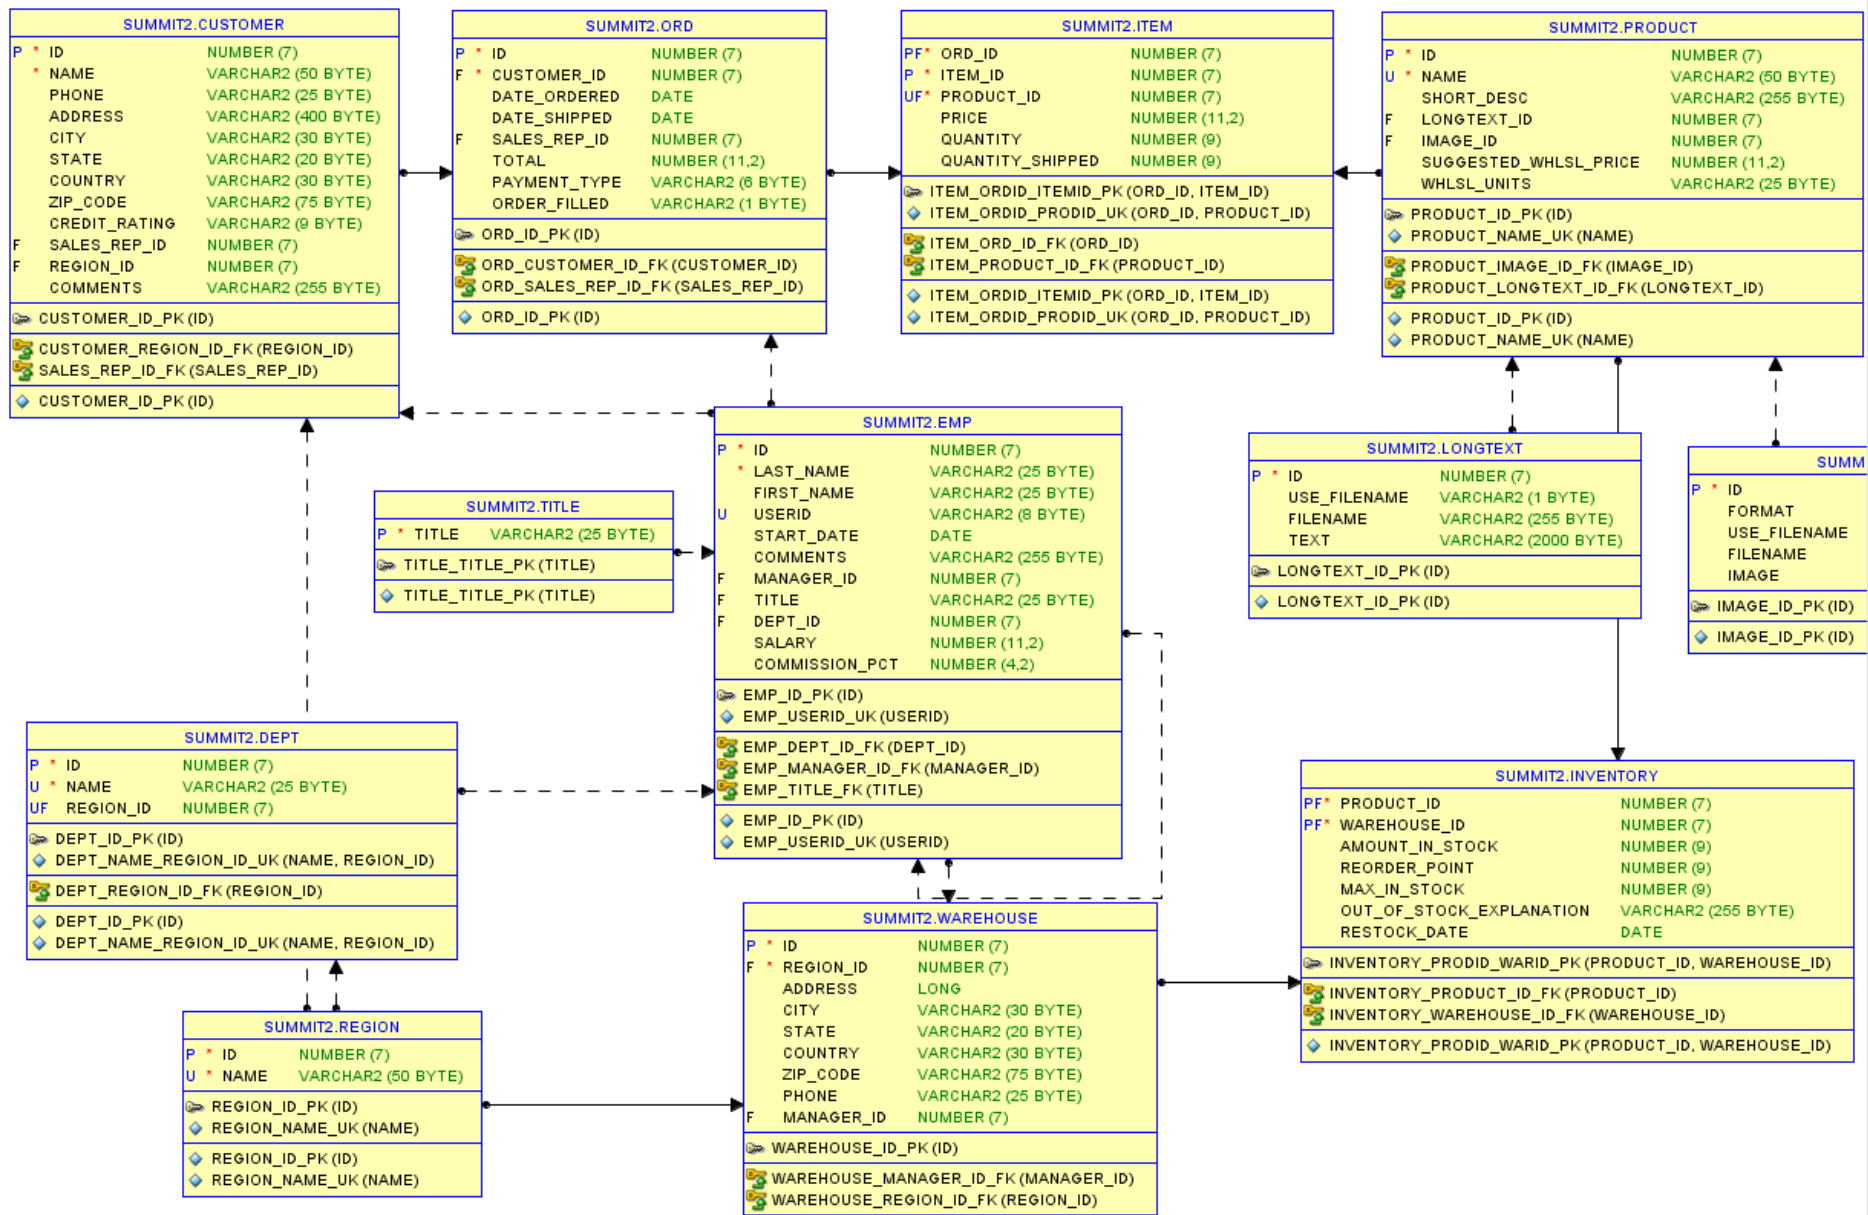 SUMMIT2.CUSTOMER
P * ID NUMBER (7)
* NAME VARCHAR2 (50 BYTE)
PHONE VARCHAR2 (25 BYTE)
ADDRESS VARCHAR2 (400 BYTE)
CITY VARCHAR2 (30 BYTE)
STATE VARCHAR2 (20 BYTE)
COUNTRY VARCHAR2 (30 BYTE)
ZIP_CODE VARCHAR2 (75 BYTE)
CREDIT_RATING VARCHAR2 (9 BYTE)
F SALES_REP_ID NUMBER (7)
F REGION_ID NUMBER (7)
COMMENTS VARCHAR2 (255 BYTE)
CUSTOMER_ID_PK (ID)
CUSTOMER_REGION_ID_FK (REGION_ID)
SALES_REP_ID_FK (SALES_REP_ID)
CUSTOMER_ID_PK (ID)
SUMMIT2.ORD
P * ID NUMBER (7)
F * CUSTOMER_ID NUMBER (7)
DATE_ORDERED DATE
DATE_SHIPPED DATE
F SALES_REP_ID NUMBER (7)
TOTAL NUMBER (11,2)
PAYMENT_TYPE VARCHAR2 (6 BYTE)
ORDER_FILLED VARCHAR2 (1 BYTE)
ORD_ID_PK (ID)
ORD_CUSTOMER_ID_FK (CUSTOMER_ID)
ORD_SALES_REP_ID_FK (SALES_REP_ID)
ORD_ID_PK (ID)
SUMMIT2.ITEM
PF* ORD_ID NUMBER (7)
P * ITEM_ID NUMBER (7)
UF* PRODUCT_ID NUMBER (7)
PRICE NUMBER (11,2)
QUANTITY NUMBER (9)
QUANTITY_SHIPPED NUMBER (9)
ITEM_ORDID_ITEMID_PK (ORD_ID, ITEM_ID)
ITEM_ORDID_PRODID_UK (ORD_ID, PRODUCT_ID)
ITEM_ORD_ID_FK (ORD_ID)
ITEM_PRODUCT_ID_FK (PRODUCT_ID)
ITEM_ORDID_ITEMID_PK (ORD_ID, ITEM_ID)
ITEM_ORDID_PRODID_UK (ORD_ID, PRODUCT_ID)
SUMMIT2.PRODUCT
P * ID NUMBER (7)
U * NAME VARCHAR2 (50 BYTE)
SHORT_DESC VARCHAR2 (255 BYTE)
F LONGTEXT_ID NUMBER (7)
F IMAGE_ID NUMBER (7)
SUGGESTED_WHLSL_PRICE NUMBER (11,2)
WHLSL_UNITS VARCHAR2 (25 BYTE)
PRODUCT_ID_PK (ID)
PRODUCT_NAME_UK (NAME)
PRODUCT_IMAGE_ID_FK (IMAGE_ID)
PRODUCT_LONGTEXT_ID_FK (LONGTEXT_ID)
PRODUCT_ID_PK (ID)
PRODUCT_NAME_UK (NAME)
SUMMIT2.TITLE
P * TITLE VARCHAR2 (25 BYTE)
TITLE_TITLE_PK (TITLE)
TITLE_TITLE_PK (TITLE)
SUMMIT2.EMP
P * ID NUMBER (7)
* LAST_NAME VARCHAR2 (25 BYTE)
FIRST_NAME VARCHAR2 (25 BYTE)
U USERID VARCHAR2 (8 BYTE)
START_DATE DATE
COMMENTS VARCHAR2 (255 BYTE)
F MANAGER_ID NUMBER (7)
F TITLE VARCHAR2 (25 BYTE)
F DEPT_ID NUMBER (7)
SALARY NUMBER (11,2)
COMMISSION_PCT NUMBER (4,2)
EMP_ID_PK (ID)
EMP_USERID_UK (USERID)
EMP_DEPT_ID_FK (DEPT_ID)
EMP_MANAGER_ID_FK (MANAGER_ID)
EMP_TITLE_FK (TITLE)
EMP_ID_PK (ID)
EMP_USERID_UK (USERID)
SUMMIT2.LONGTEXT
P * ID NUMBER (7)
USE_FILENAME VARCHAR2 (1 BYTE)
FILENAME VARCHAR2 (255 BYTE)
TEXT VARCHAR2 (2000 BYTE)
LONGTEXT_ID_PK (ID)
LONGTEXT_ID_PK (ID)
SUMM
P * ID
FORMAT
USE_FILENAME
FILENAME
IMAGE
IMAGE_ID_PK (ID)
IMAGE_ID_PK (ID)
SUMMIT2.DEPT
P * ID NUMBER (7)
U * NAME VARCHAR2 (25 BYTE)
UF REGION_ID NUMBER (7)
DEPT_ID_PK (ID)
DEPT_NAME_REGION_ID_UK (NAME, REGION_ID)
DEPT_REGION_ID_FK (REGION_ID)
DEPT_ID_PK (ID)
DEPT_NAME_REGION_ID_UK (NAME, REGION_ID)
SUMMIT2.INVENTORY
PF* PRODUCT_ID NUMBER (7)
PF* WAREHOUSE_ID NUMBER (7)
AMOUNT_IN_STOCK NUMBER (9)
REORDER_POINT NUMBER (9)
MAX_IN_STOCK NUMBER (9)
OUT_OF_STOCK_EXPLANATION VARCHAR2 (255 BYTE)
RESTOCK_DATE DATE
INVENTORY_PRODID_WARID_PK (PRODUCT_ID, WAREHOUSE_ID)
INVENTORY_PRODUCT_ID_FK (PRODUCT_ID)
INVENTORY_WAREHOUSE_ID_FK (WAREHOUSE_ID)
INVENTORY_PRODID_WARID_PK (PRODUCT_ID, WAREHOUSE_ID)
SUMMIT2.REGION
P * ID NUMBER (7)
U * NAME VARCHAR2 (50 BYTE)
REGION_ID_PK (ID)
REGION_NAME_UK (NAME)
REGION_ID_PK (ID)
REGION_NAME_UK (NAME)
SUMMIT2.WAREHOUSE
P * ID NUMBER (7)
F * REGION_ID NUMBER (7)
ADDRESS LONG
CITY VARCHAR2 (30 BYTE)
STATE VARCHAR2 (20 BYTE)
COUNTRY VARCHAR2 (30 BYTE)
ZIP_CODE VARCHAR2 (75 BYTE)
PHONE VARCHAR2 (25 BYTE)
F MANAGER_ID NUMBER (7)
WAREHOUSE_ID_PK (ID)
WAREHOUSE_MANAGER_ID_FK (MANAGER_ID)
WAREHOUSE_REGION_ID_FK (REGION_ID)